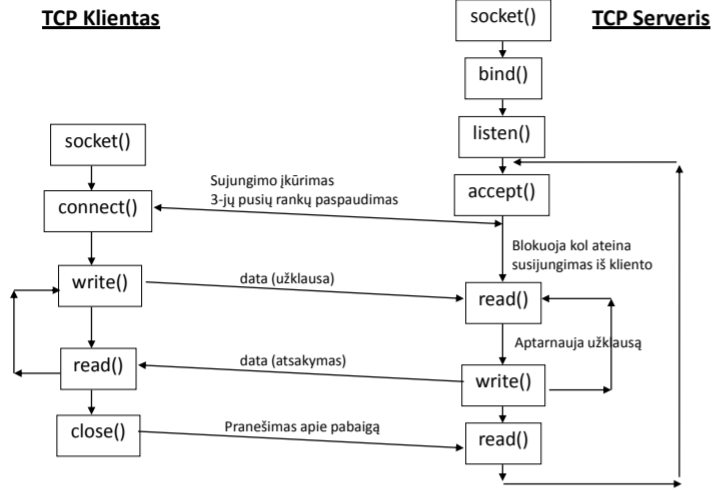 TCP Klientas
TCP Serveris
socket()
bind()
listen()
socket()
accept()
Sujungimo įkūrimas
3-jų pusių rankų paspaudimas
connect()
Blokuoja kol ateina
susijungimas iš kliento
write()
data (užklausa)
read()
Aptarnauja užklausą
read()
data (atsakymas)
write()
close()
Pranešimas apie pabaigą
read()